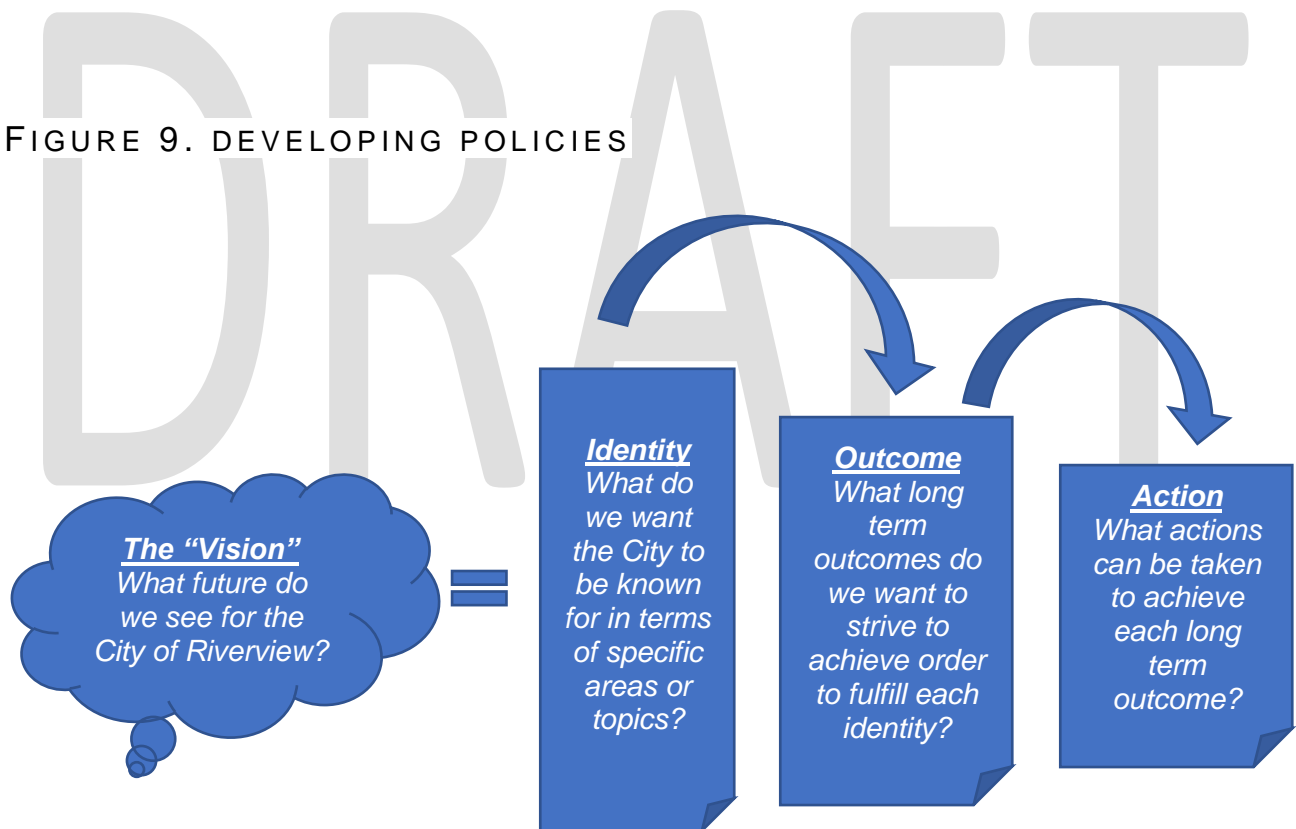 DRAFT
FIGURE 9. DEVELOPING POLICIES
The “Vision”
What future do
we see for the
City of Riverview?
=
Identity
What do
we want
the City to
be known
for in terms
of specific
areas or
topics?
Outcome
What long
term
outcomes do
we want to
strive to
achieve order
to fulfill each
identity?
Action
What actions
can be taken
to achieve
each long
term
outcome?